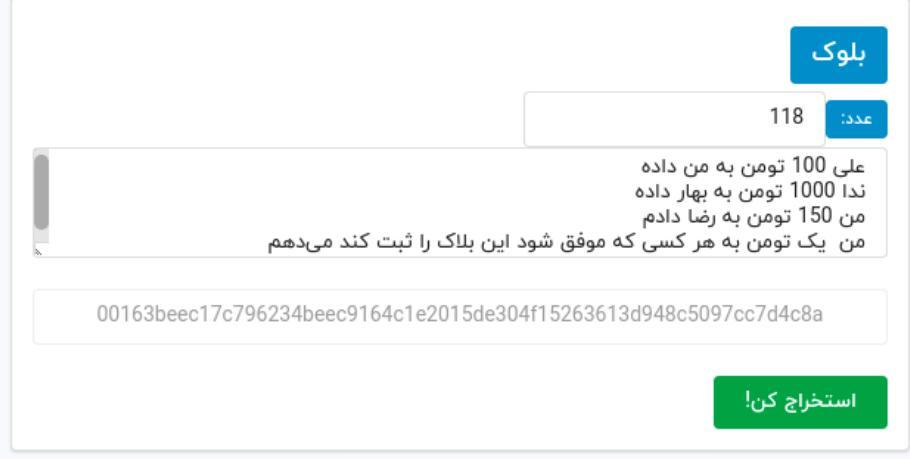 بلوک
عدد: 118
علی 100 تومن به من داده
ندا 1000 تومن به بهار داده
من 150 تومن به رضا دادم
من  یک تومن به هر کسی که موفق شود این بلاک را ثبت کند می‌دهم
00163beec17c796234beec9164c1e2015de304f15263613d948c5097cc7d4c8a
استخراج کن!